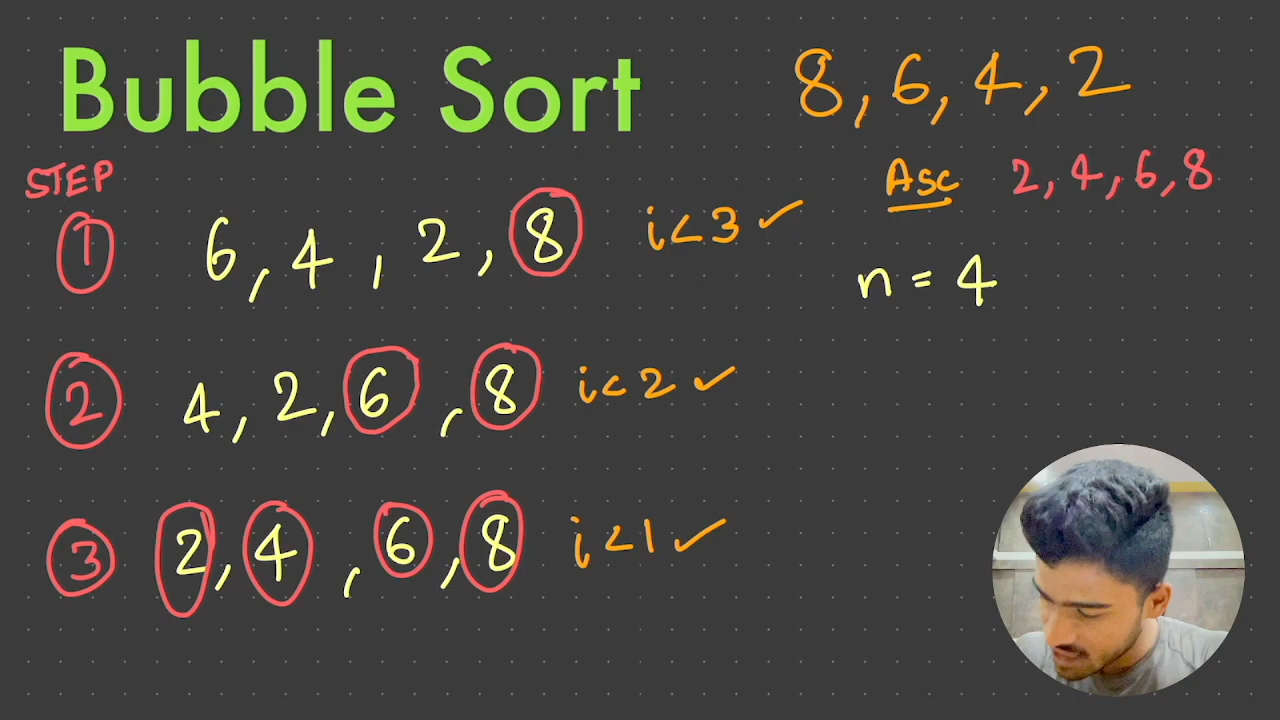 Bubble Sort
8, 6, 4, 2
Asc 2, 4, 6, 8
n = 4
STEP
1 6, 4, 2, 8 i<3 ✓
2 4, 2, 6, 8 i<2 ✓
3 2, 4, 6, 8 i<1 ✓